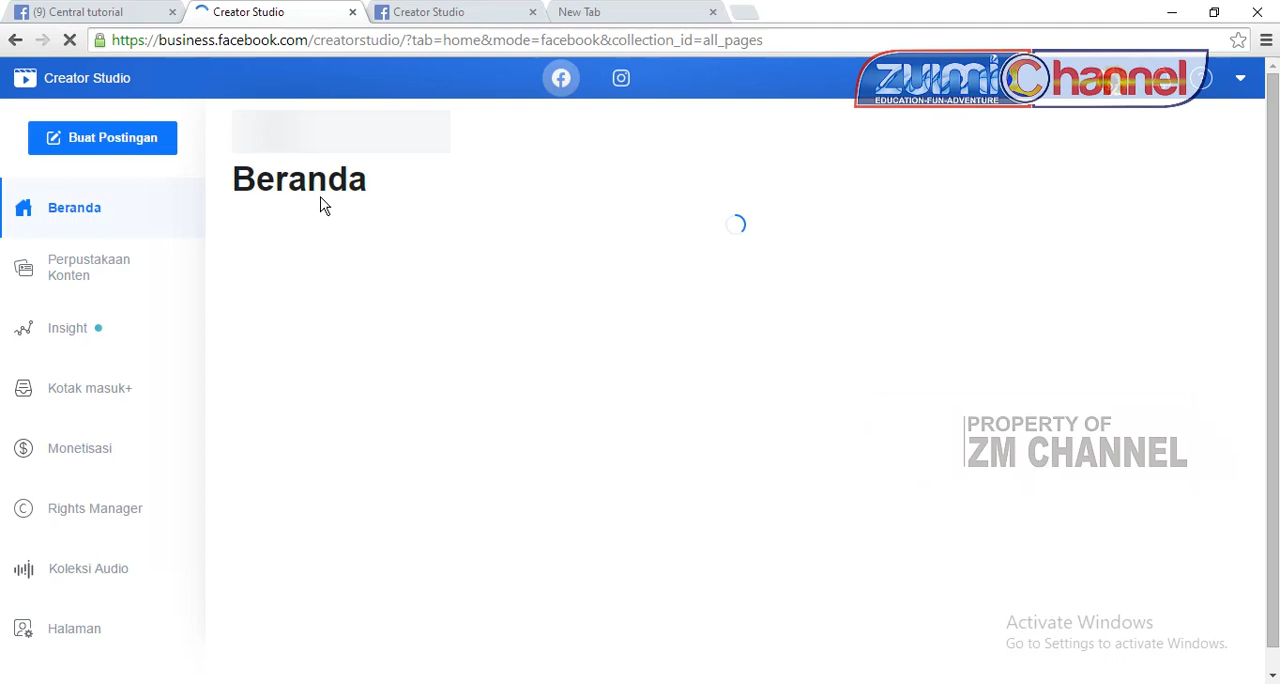 (9) Central tutorial
Creator Studio
Creator Studio
New Tab
https://business.facebook.com/creatorstudio/?tab=home&mode=facebook&collection_id=all_pages
Creator Studio
zuimi Channel
EDUCATION-FUN-ADVENTURE
Buat Postingan
Beranda
Beranda
Perpustakaan
Konten
Insight
Kotak masuk+
Monetisasi
Rights Manager
Koleksi Audio
Halaman
PROPERTY OF
ZM CHANNEL
Activate Windows
Go to Settings to activate Windows.